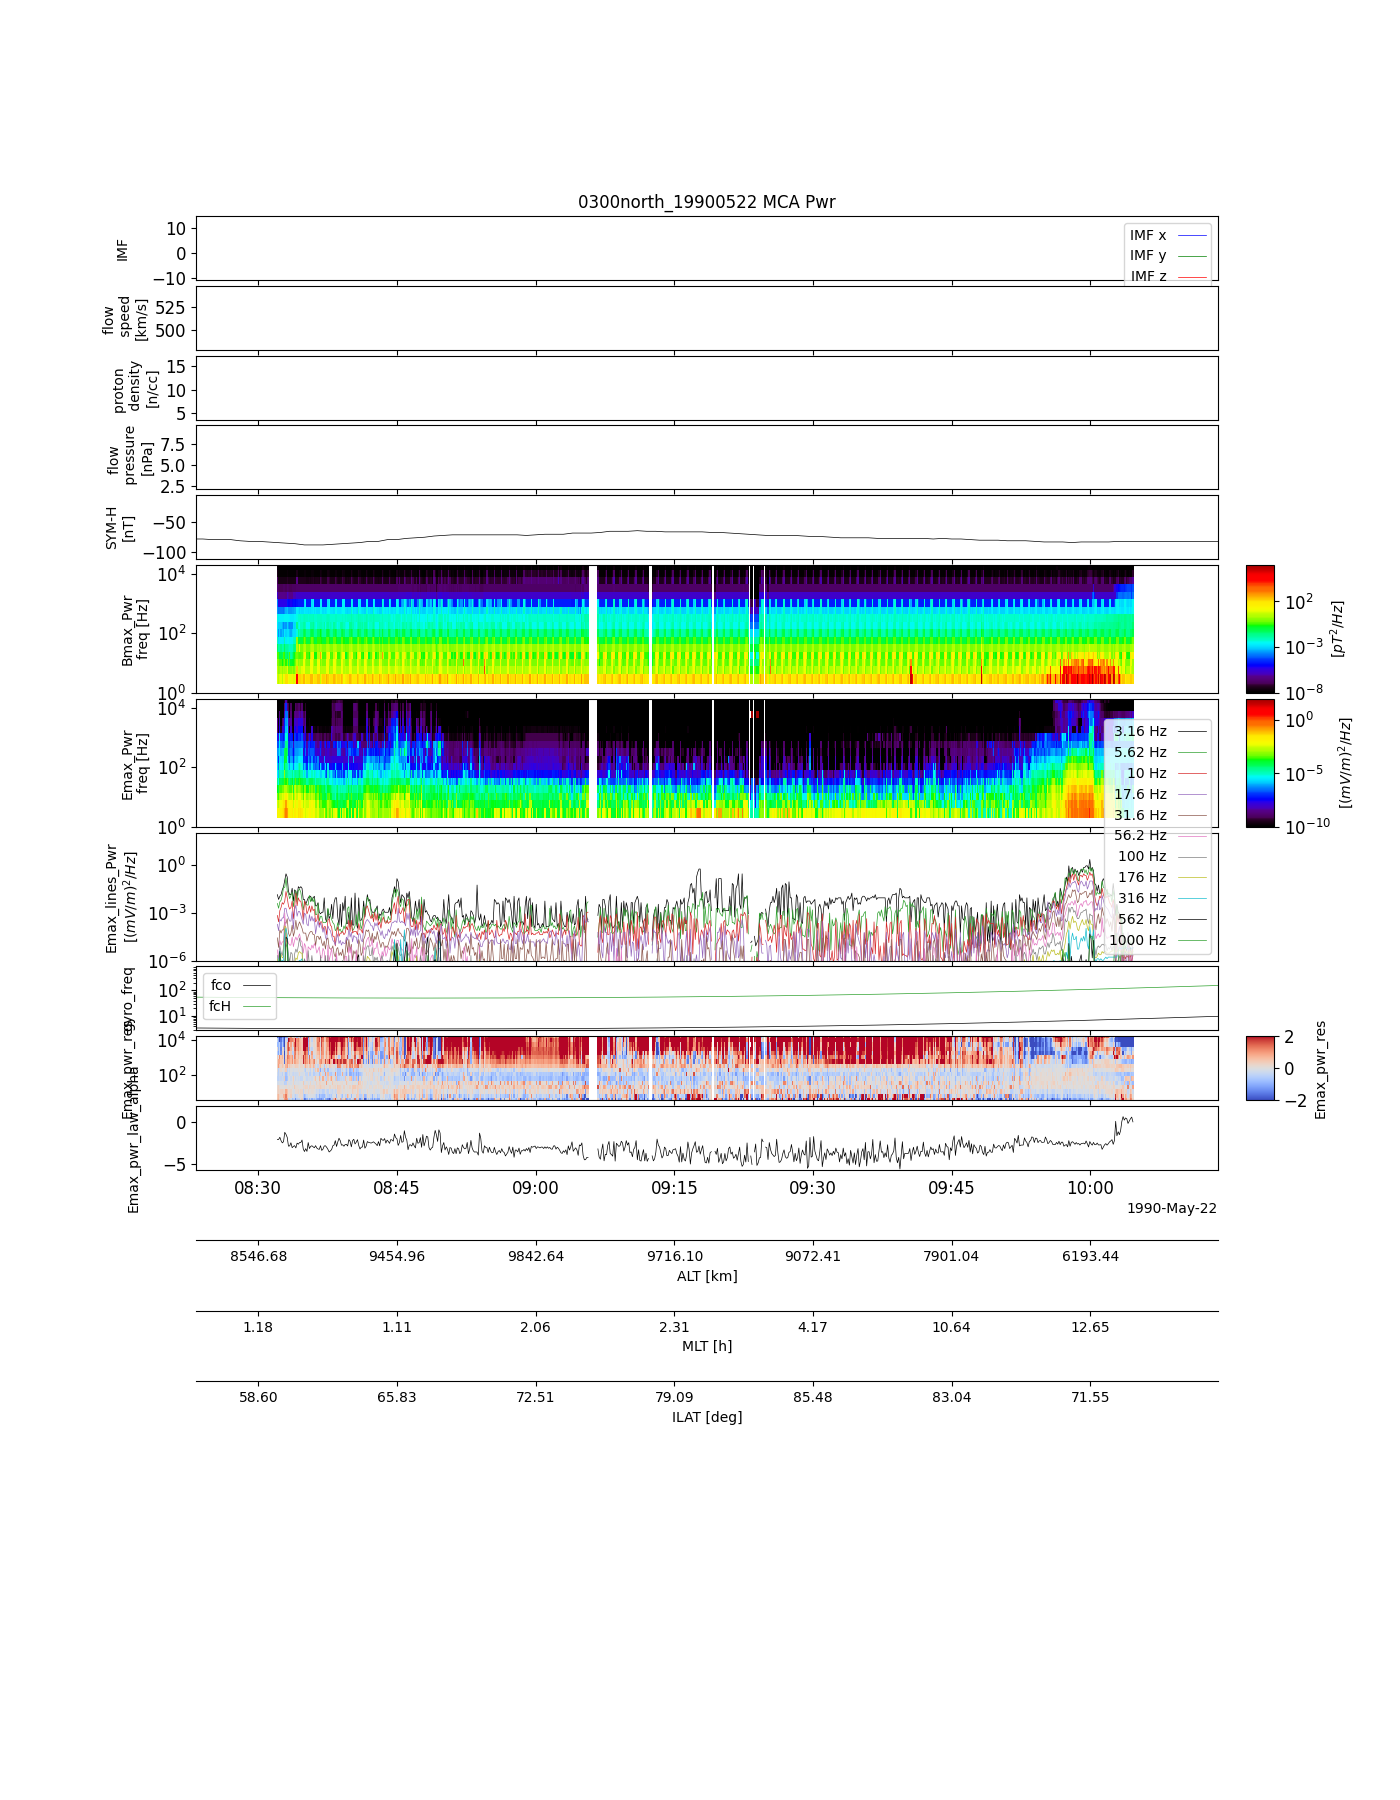 0300north_19900522 MCA Pwr
10
0
−10
IMF
IMF x
IMF y
IMF z
525
500
flow
speed
[km/s]
15
10
5
proton
density
[n/cc]
7.5
5.0
2.5
flow
pressure
[nPa]
−50
−100
SYM-H
[nT]
10^4
10^2
10^0
Bmax_Pwr
freq [Hz]
10^2
10^−3
10^−8
[pT^2/Hz]
10^4
10^2
10^0
Emax_Pwr
freq [Hz]
10^0
10^−5
10^−10
[(mV/m)^2/Hz]
3.16 Hz
5.62 Hz
10 Hz
17.6 Hz
31.6 Hz
56.2 Hz
100 Hz
176 Hz
316 Hz
562 Hz
1000 Hz
10^0
10^−3
10^−6
Emax_lines_Pwr
[(mV/m)^2/Hz]
10^2
10^1
gyro_freq
fco
fcH
10^4
10^2
Emax_pwr_res
2
0
−2
Emax_pwr_res
0
−5
Emax_pwr_law_alpha
08:30 08:45 09:00 09:15 09:30 09:45 10:00
1990-May-22
8546.68 9454.96 9842.64 9716.10 9072.41 7901.04 6193.44
ALT [km]
1.18 1.11 2.06 2.31 4.17 10.64 12.65
MLT [h]
58.60 65.83 72.51 79.09 85.48 83.04 71.55
ILAT [deg]